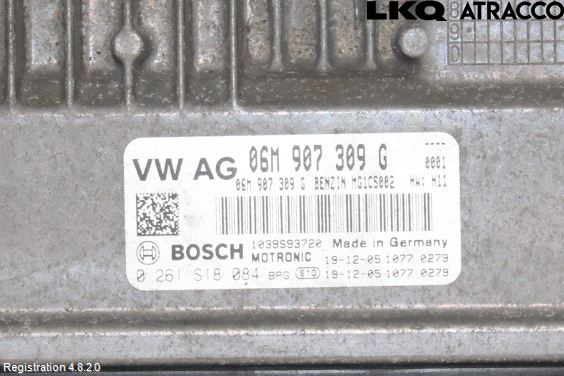 LKQ ATRACCO
VW AG 06M 907 309 G
0001
06M 907 309 G BENZIN MG1CS002 HW: H11
BOSCH 1039S93720 Made in Germany
MOTRONIC 19-12-05 1077 0279
0 261 S18 084 BPG 610 19-12-05 1077 0279
Registration 4.8.2.0